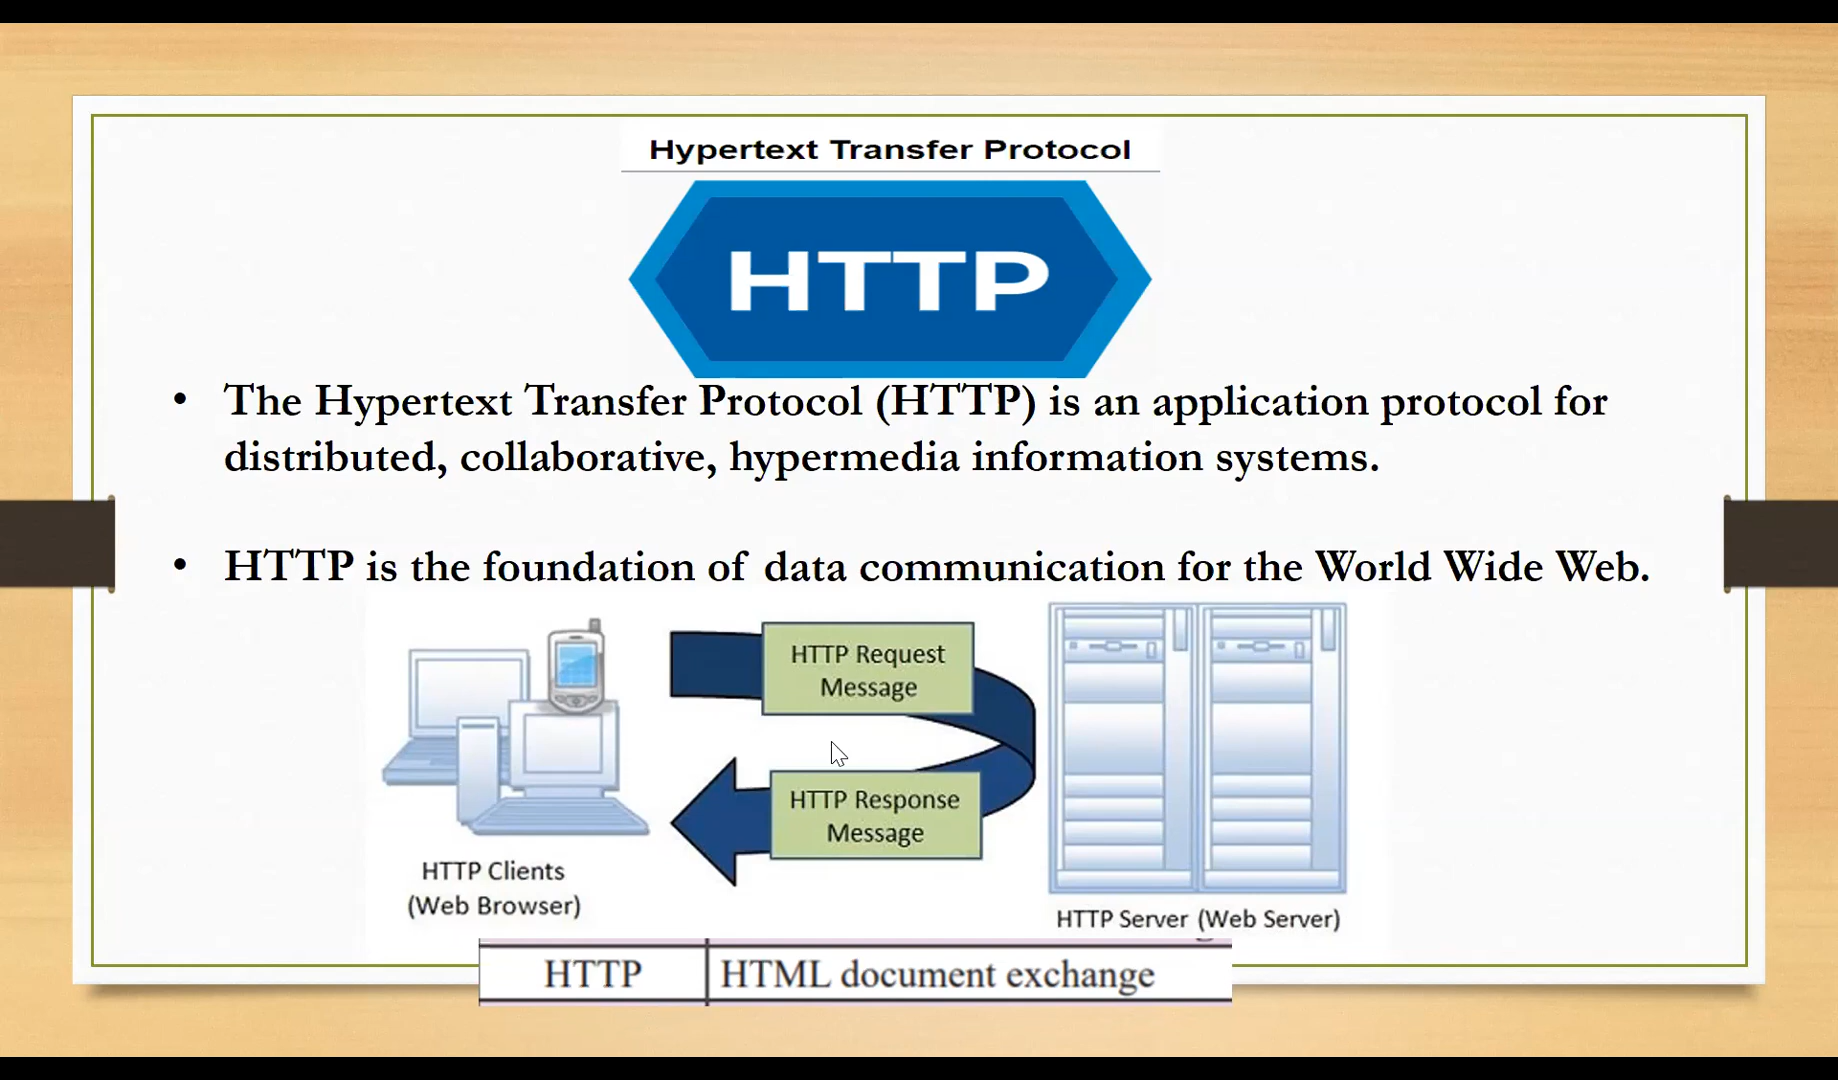 Hypertext Transfer Protocol
HTTP
• The Hypertext Transfer Protocol (HTTP) is an application protocol for
distributed, collaborative, hypermedia information systems.
• HTTP is the foundation of data communication for the World Wide Web.
HTTP Request
Message
HTTP Response
Message
HTTP Clients
(Web Browser)
HTTP Server (Web Server)
HTTP HTML document exchange